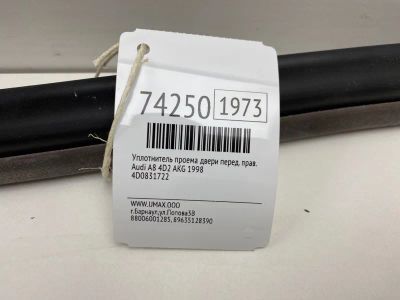 74250 1973
Уплотнитель проема двери перед. прав.
Audi A8 4D2 AKG 1998
4D0831722
WWW.UMAX.OOO
г.Барнаул,ул.Попова5В
88006001285, 89635128390